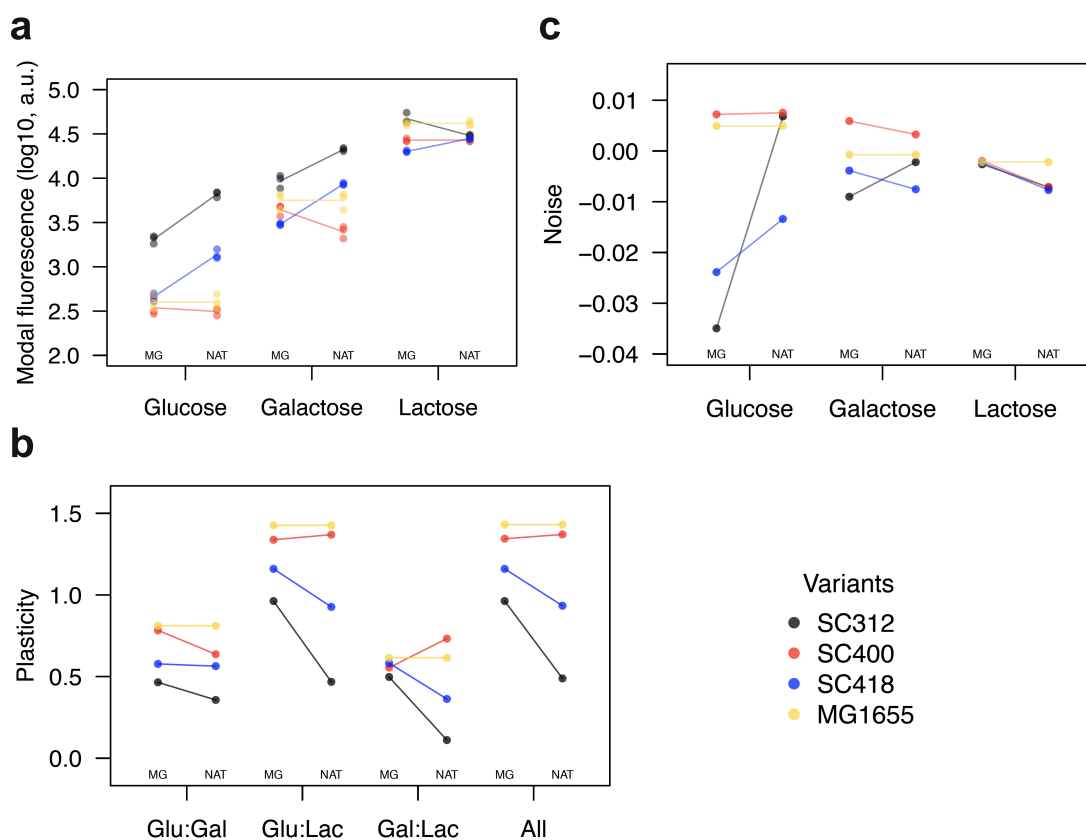 a
Modal fluorescence (log10, a.u.)
5.0
4.5
4.0
3.5
3.0
2.5
2.0
MG NAT MG NAT MG NAT
Glucose Galactose Lactose
c
Noise
0.01
0.00
−0.01
−0.02
−0.03
−0.04
MG NAT MG NAT MG NAT
Glucose Galactose Lactose
b
Plasticity
1.5
1.0
0.5
0.0
MG NAT MG NAT MG NAT MG NAT
Glu:Gal Glu:Lac Gal:Lac All
Variants
SC312
SC400
SC418
MG1655